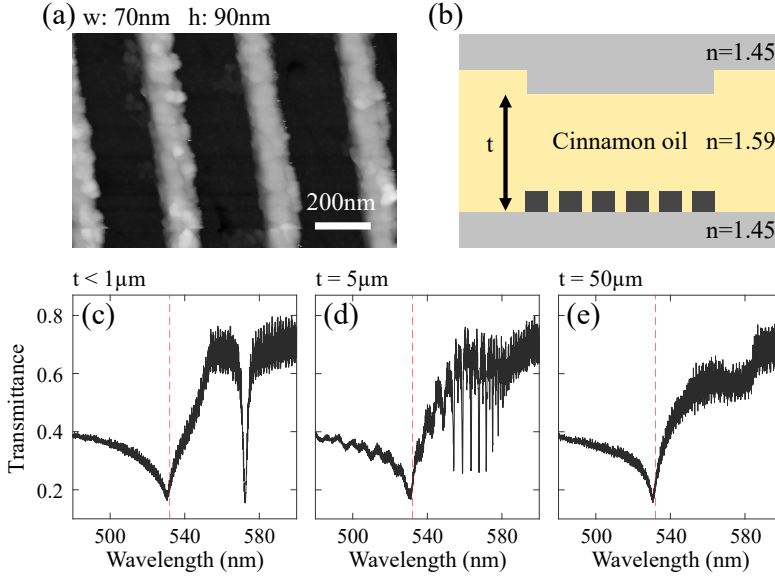 (a) w: 70nm h: 90nm
200nm
(b)
n=1.45
t
Cinnamon oil n=1.59
n=1.45
t < 1μm
t = 5μm
t = 50μm
(c)
(d)
(e)
Transmittance
0.8
0.6
0.4
0.2
500 540 580
500 540 580
500 540 580
Wavelength (nm)
Wavelength (nm)
Wavelength (nm)